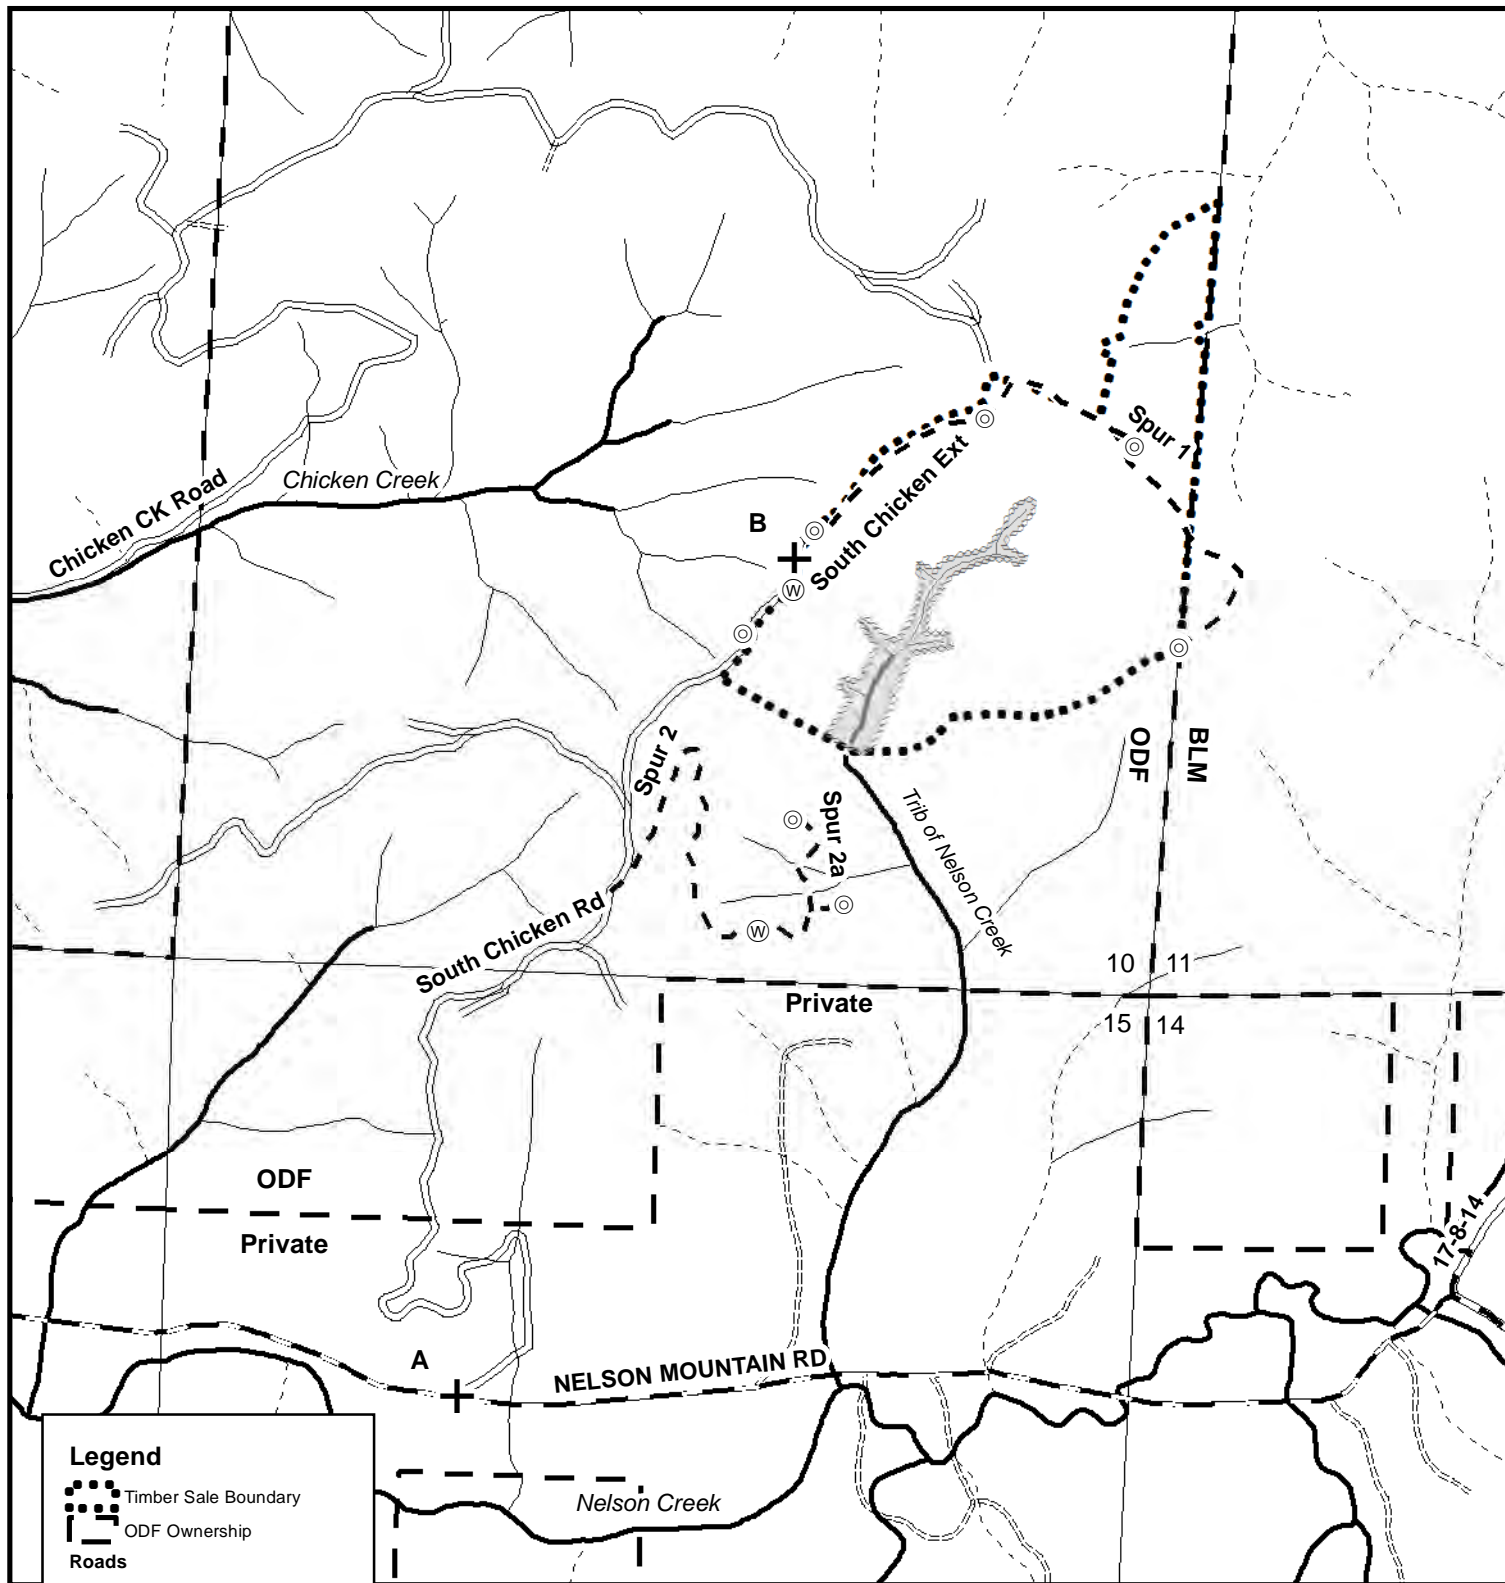 Chicken CK Road
Chicken Creek
Spur 1
South Chicken Ext
B
W
BLM
ODF
Spur 2
Spur 2a
Trib of Nelson Creek
South Chicken Rd
W
10
11
Private
15
14
ODF
Private
17-8-14
A
NELSON MOUNTAIN RD
Nelson Creek
Legend
Timber Sale Boundary
ODF Ownership
Roads